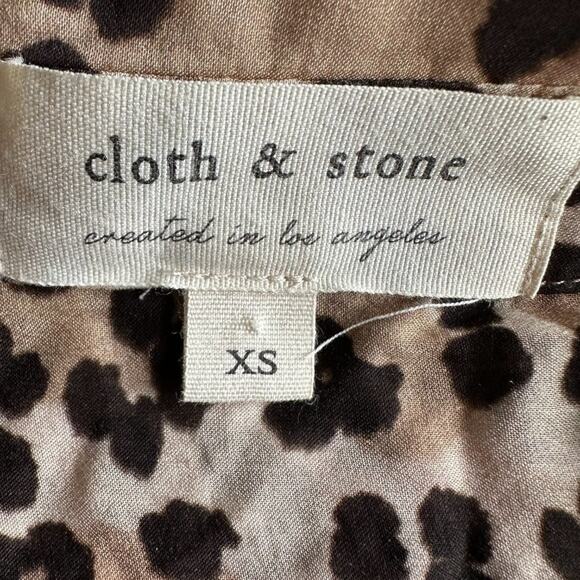 cloth & stone
created in los angeles
XS